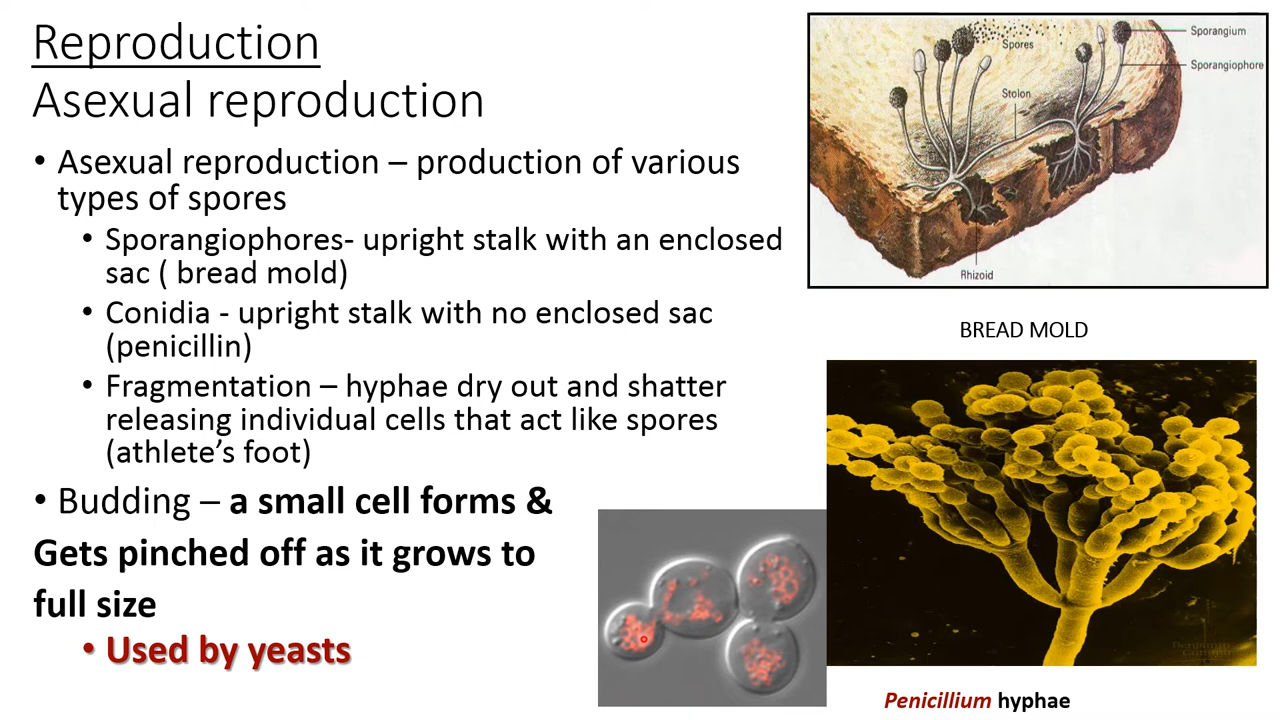 Reproduction
Asexual reproduction
• Asexual reproduction – production of various
types of spores
• Sporangiophores- upright stalk with an enclosed
sac ( bread mold)
• Conidia - upright stalk with no enclosed sac
(penicillin)
• Fragmentation – hyphae dry out and shatter
releasing individual cells that act like spores
(athlete’s foot)
• Budding – a small cell forms &
Gets pinched off as it grows to
full size
• Used by yeasts
Spores
Sporangium
Sporangiophore
Stolon
Rhizoid
BREAD MOLD
Penicillium hyphae